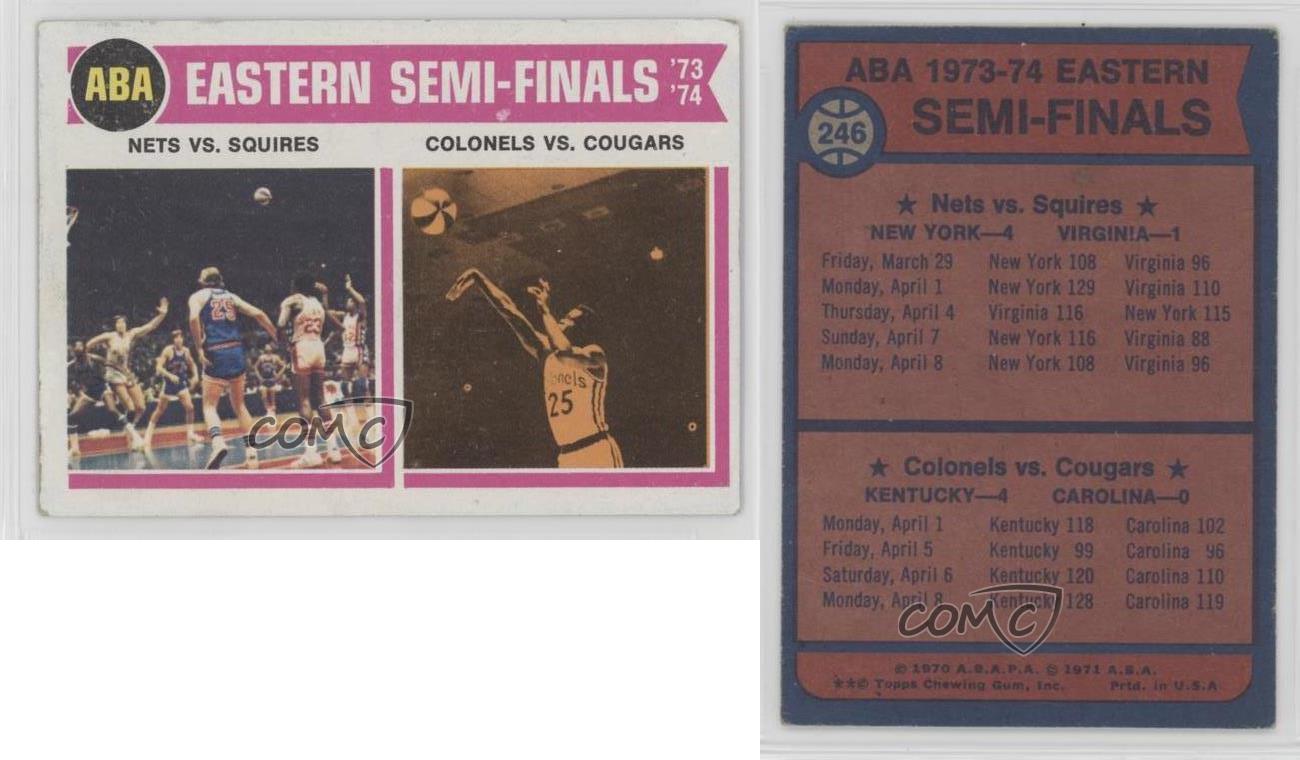 ABA EASTERN SEMI-FINALS '73 '74
NETS VS. SQUIRES COLONELS VS. COUGARS
25
23
onels
25
COMC
ABA 1973-74 EASTERN
SEMI-FINALS
246
★ Nets vs. Squires ★
NEW YORK—4 VIRGINIA—1
Friday, March 29 New York 108 Virginia 96
Monday, April 1 New York 129 Virginia 110
Thursday, April 4 Virginia 116 New York 115
Sunday, April 7 New York 116 Virginia 88
Monday, April 8 New York 108 Virginia 96
★ Colonels vs. Cougars ★
KENTUCKY—4 CAROLINA—0
Monday, April 1 Kentucky 118 Carolina 102
Friday, April 5 Kentucky 99 Carolina 96
Saturday, April 6 Kentucky 120 Carolina 110
Monday, April 8 Kentucky 128 Carolina 119
COMC
© 1970 A.B.A.P.A. © 1971 A.B.A.
★★© Topps Chewing Gum, Inc. Prtd. in U.S.A